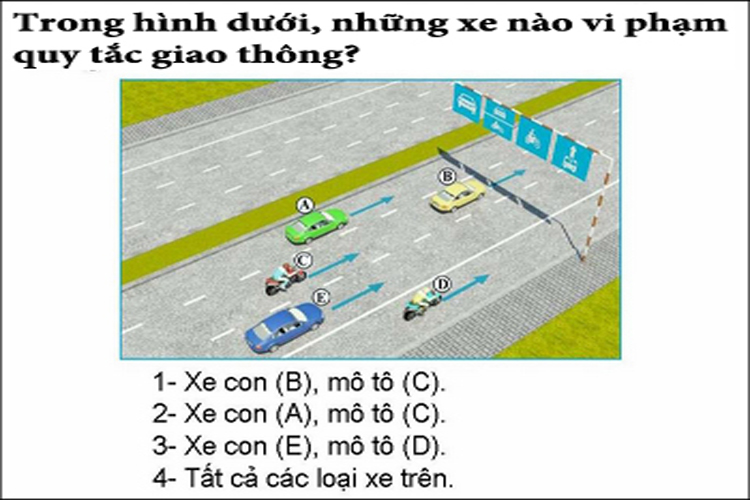 Trong hình dưới, những xe nào vi phạm
quy tắc giao thông?
A
B
C
D
E
1- Xe con (B), mô tô (C).
2- Xe con (A), mô tô (C).
3- Xe con (E), mô tô (D).
4- Tất cả các loại xe trên.